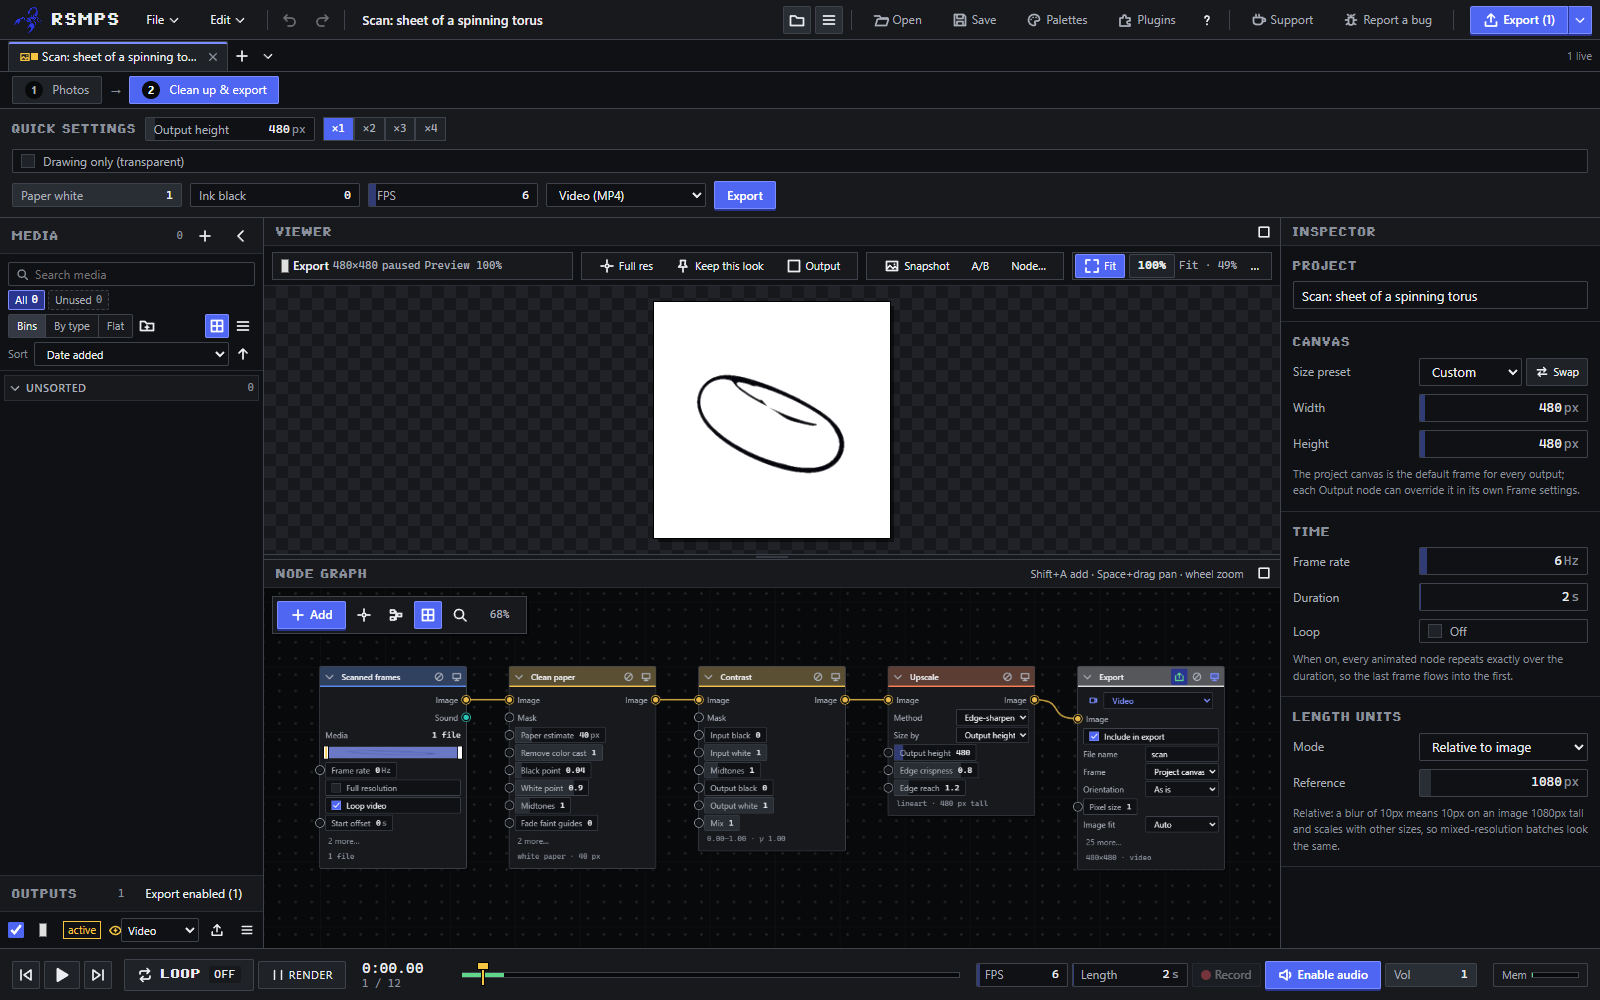 RSMPS File Edit Scan: sheet of a spinning torus Open Save Palettes Plugins ? Support Report a bug Export (1)
Scan: sheet of a spinning to... 1 live
1 Photos → 2 Clean up & export
QUICK SETTINGS Output height 480 px ×1 ×2 ×3 ×4
Drawing only (transparent)
Paper white 1 Ink black 0 FPS 6 Video (MP4) Export
MEDIA 0
Search media
All 0 Unused 0
Bins By type Flat
Sort Date added
UNSORTED 0
OUTPUTS 1 Export enabled (1)
active Video
VIEWER
Export 480×480 paused Preview 100% Full res Keep this look Output Snapshot A/B Node... Fit 100% Fit · 49% ...
NODE GRAPH Shift+A add · Space+drag pan · wheel zoom
Add 68%
Scanned frames
Image
Sound
Media 1 file
Frame rate 0Hz
Full resolution
Loop video
Start offset 0s
2 more...
1 file
Clean paper
Image Image
Mask
Paper estimate 40px
Remove color cast 1
Black point 0.04
White point 0.9
Midtones 1
Fade faint guides 0
2 more...
white paper · 40 px
Contrast
Image Image
Mask
Input black 0
Input white 1
Midtones 1
Output black 0
Output white 1
Mix 1
0.00–1.00 · γ 1.00
Upscale
Image Image
Method Edge-sharpen
Size by Output height
Output height 480
Edge crispness 0.8
Edge reach 1.2
lineart · 480 px tall
Export
Video
Image
Include in export
File name scan
Frame Project canvas
Orientation As is
Pixel size 1
Image fit Auto
25 more...
480x480 · video
INSPECTOR
PROJECT
Scan: sheet of a spinning torus
CANVAS
Size preset Custom Swap
Width 480 px
Height 480 px
The project canvas is the default frame for every output;
each Output node can override it in its own Frame settings.
TIME
Frame rate 6 Hz
Duration 2 s
Loop Off
When on, every animated node repeats exactly over the
duration, so the last frame flows into the first.
LENGTH UNITS
Mode Relative to image
Reference 1080 px
Relative: a blur of 10px means 10px on an image 1080px tall
and scales with other sizes, so mixed-resolution batches look
the same.
LOOP OFF RENDER 0:00.00 FPS 6 Length 2 s Record Enable audio Vol 1 Mem
1 / 12